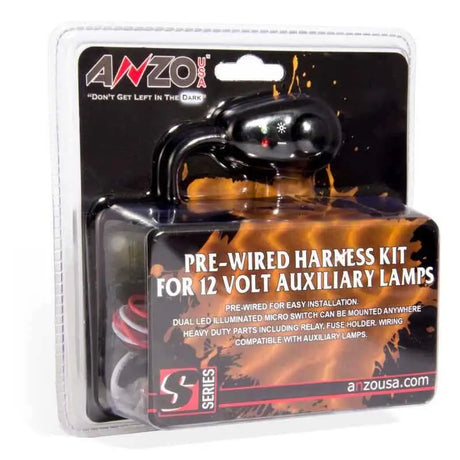 ANZO USA
"DON'T GET LEFT IN THE DARK"
PRE-WIRED HARNESS KIT
FOR 12 VOLT AUXILIARY LAMPS
PRE-WIRED FOR EASY INSTALLATION.
DUAL LED ILLUMINATED MICRO SWITCH CAN BE MOUNTED ANYWHERE
HEAVY DUTY PARTS INCLUDING RELAY, FUSE HOLDER. WIRING
COMPATIBLE WITH AUXILIARY LAMPS.
S SERIES
anzousa.com